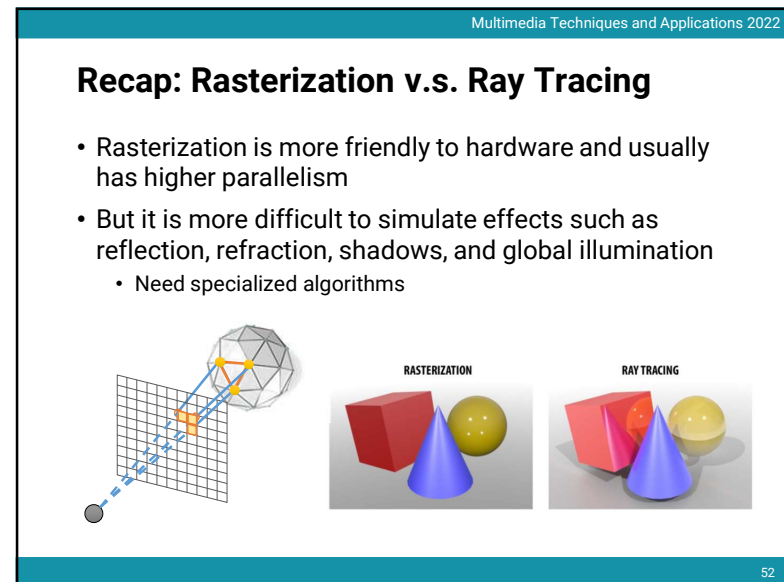 Multimedia Techniques and Applications 2022
Recap: Rasterization v.s. Ray Tracing
• Rasterization is more friendly to hardware and usually
has higher parallelism
• But it is more difficult to simulate effects such as
reflection, refraction, shadows, and global illumination
• Need specialized algorithms
RASTERIZATION
RAY TRACING
52